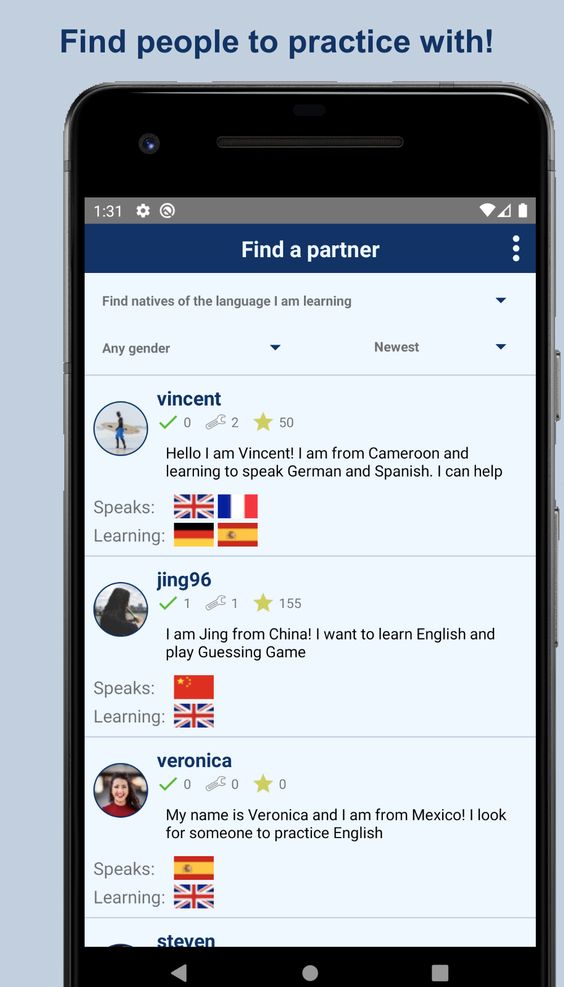 Find people to practice with!
1:31
Find a partner
Find natives of the language I am learning
Any gender Newest
vincent
0 2 50
Hello I am Vincent! I am from Cameroon and
learning to speak German and Spanish. I can help
Speaks:
Learning:
jing96
1 1 155
I am Jing from China! I want to learn English and
play Guessing Game
Speaks:
Learning:
veronica
0 0 0
My name is Veronica and I am from Mexico! I look
for someone to practice English
Speaks:
Learning:
steven